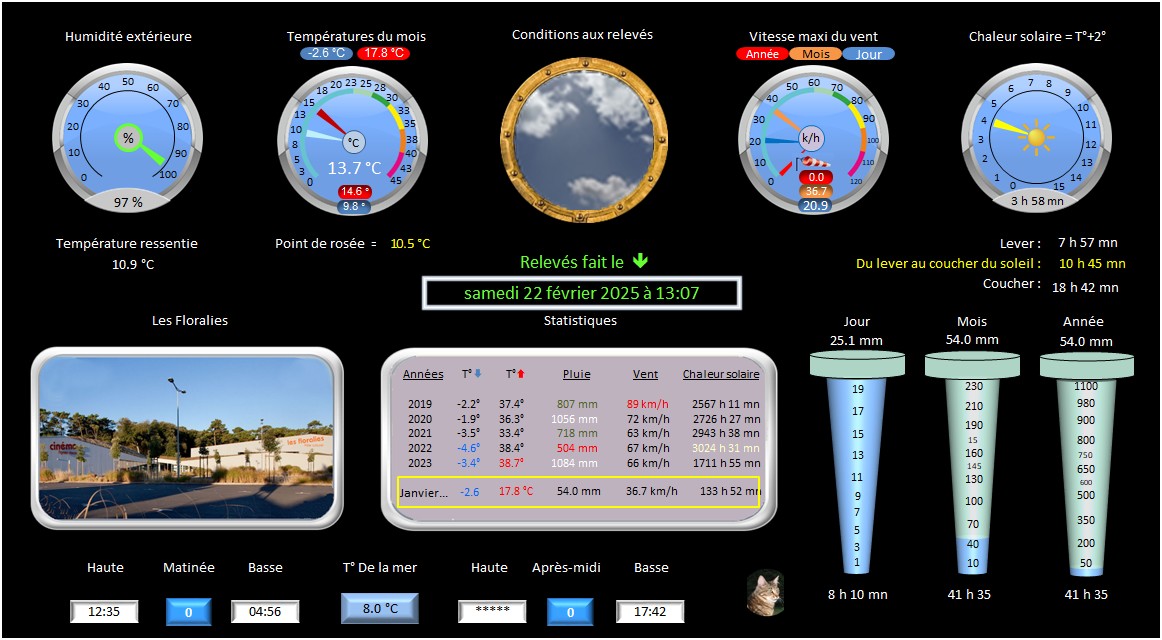 Humidité extérieure
Températures du mois
-2.6 °C 17.8 °C
Conditions aux relevés
Vitesse maxi du vent
Année Mois Jour
Chaleur solaire = T°+2°
0 10 20 30 40 50 60 70 80 90 100
%
97 %
0 3 5 8 10 13 15 18 20 23 25 28 30 33 35 38 40 43 45
°C
13.7 °C
14.6 °
9.8 °
0 10 20 30 40 50 60 70 80 90 100 110 120
k/h
0.0
36.7
20.9
0 1 2 3 4 5 6 7 8 9 10 11 12 13 14 15
3 h 58 mn
Température ressentie
10.9 °C
Point de rosée = 10.5 °C
Lever : 7 h 57 mn
Du lever au coucher du soleil : 10 h 45 mn
Coucher : 18 h 42 mn
Relevés fait le
samedi 22 février 2025 à 13:07
Les Floralies
cinéma
les floralies
Statistiques
Années T° T° Pluie Vent Chaleur solaire
2019 -2.2° 37.4° 807 mm 89 km/h 2567 h 11 mn
2020 -1.9° 36.3° 1056 mm 72 km/h 2726 h 27 mn
2021 -3.5° 33.4° 718 mm 63 km/h 2943 h 38 mn
2022 -4.6° 38.4° 504 mm 67 km/h 3024 h 31 mn
2023 -3.4° 38.7° 1084 mm 66 km/h 1711 h 55 mn
Janvier... -2.6 17.8 °C 54.0 mm 36.7 km/h 133 h 52 mn
Jour
25.1 mm
19
17
15
13
11
9
7
5
3
1
8 h 10 mn
Mois
54.0 mm
230
210
190
15
160
145
130
100
70
40
10
41 h 35
Année
54.0 mm
1100
980
900
800
750
650
600
500
350
200
50
41 h 35
Haute Matinée Basse T° De la mer Haute Après-midi Basse
12:35 0 04:56 8.0 °C ***** 0 17:42